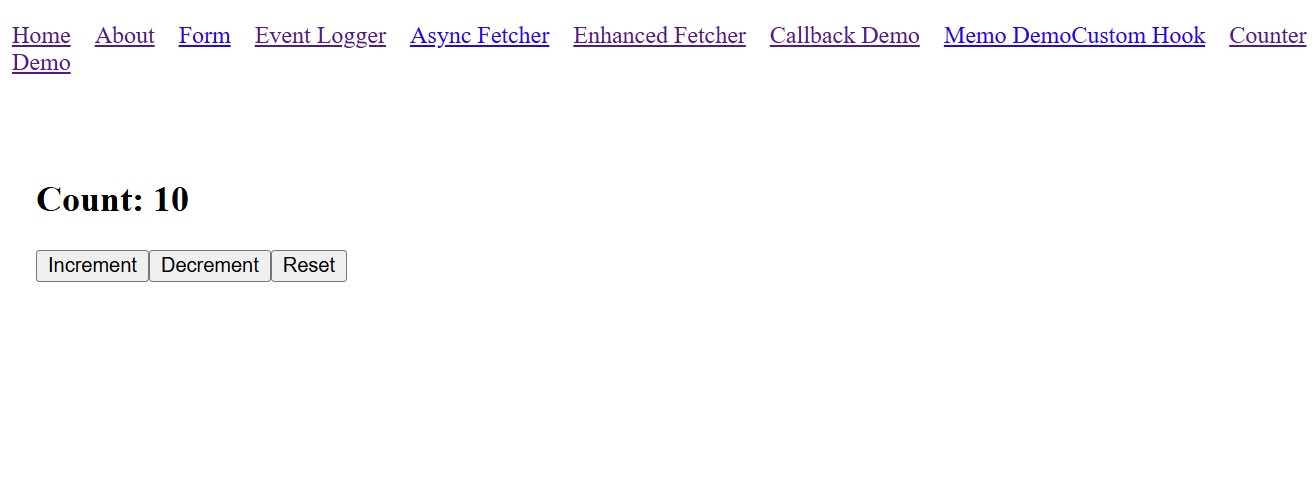 Home About Form Event Logger Async Fetcher Enhanced Fetcher Callback Demo Memo DemoCustom Hook Counter
Demo
Count: 10
Increment Decrement Reset